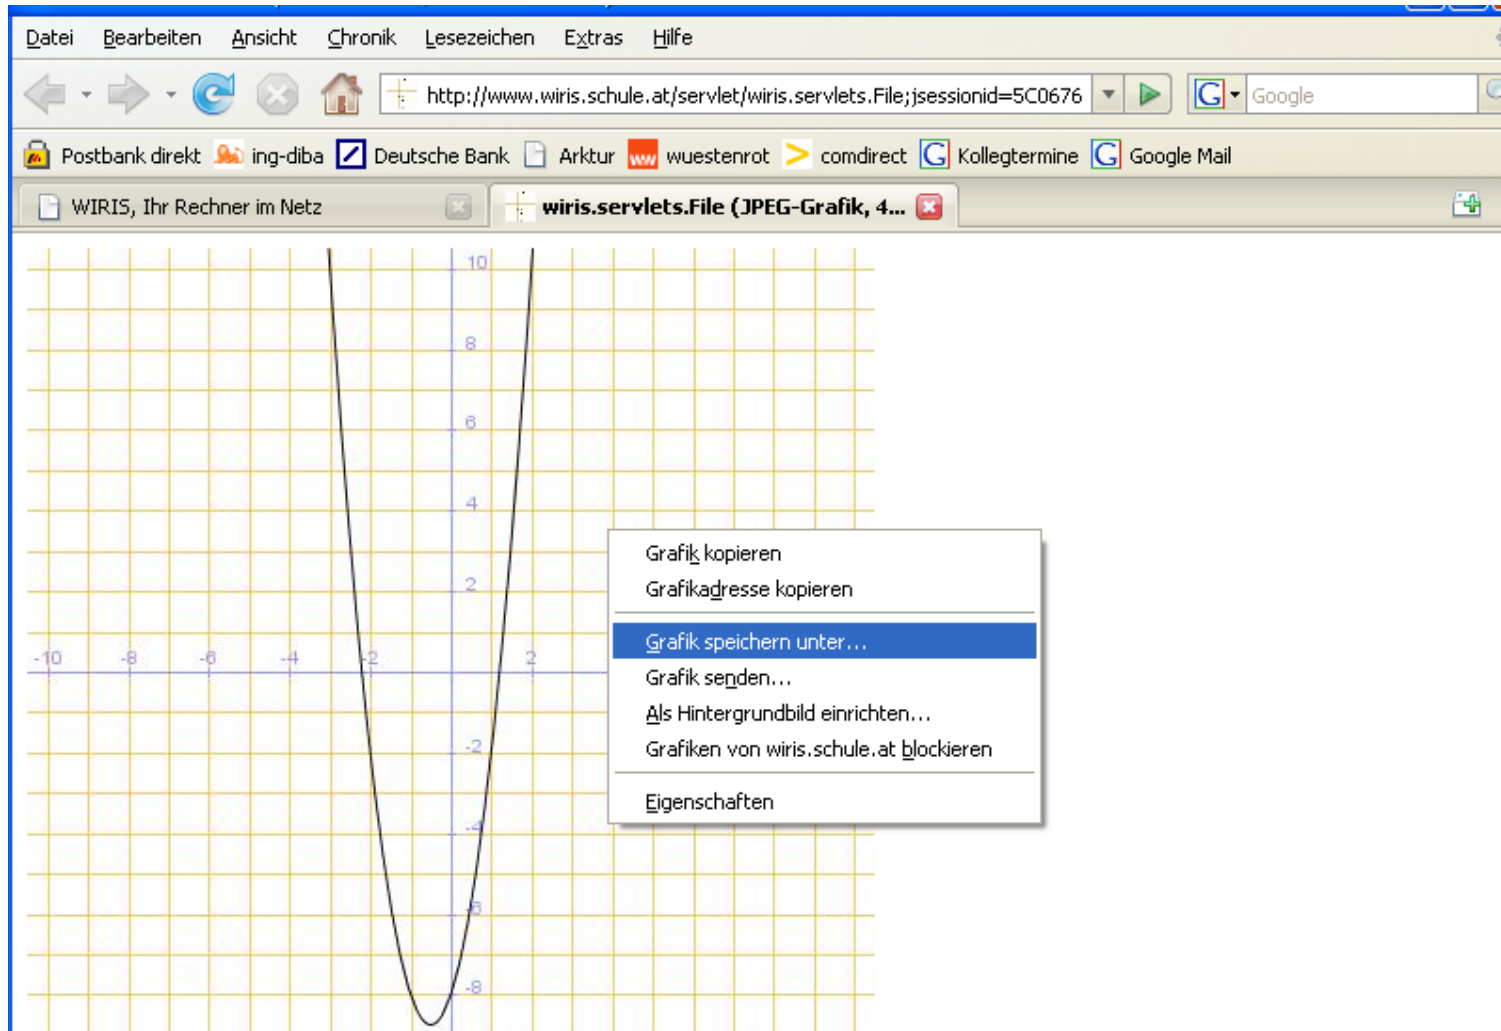 Datei Bearbeiten Ansicht Chronik Lesezeichen Extras Hilfe
http://www.wiris.schule.at/servlet/wiris.servlets.File;jsessionid=5C0676 G Google
Postbank direkt ing-diba Deutsche Bank Arktur ww wuestenrot comdirect G Kollegtermine G Google Mail
WIRIS, Ihr Rechner im Netz wiris.servlets.File (JPEG-Grafik, 4...
10
8
6
4
Grafik kopieren
2 Grafikadresse kopieren
Grafik speichern unter...
-10 -8 -6 -4 -2 2
Grafik senden...
Als Hintergrundbild einrichten...
-2 Grafiken von wiris.schule.at blockieren
Eigenschaften
-4
-6
-8